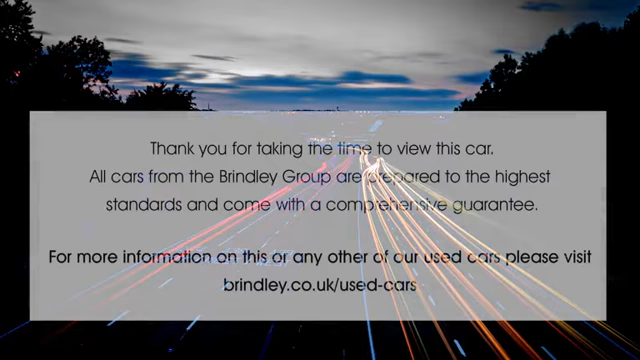 Thank you for taking the time to view this car.
All cars from the Brindley Group are prepared to the highest
standards and come with a comprehensive guarantee.
For more information on this or any other of our used cars please visit
brindley.co.uk/used-cars